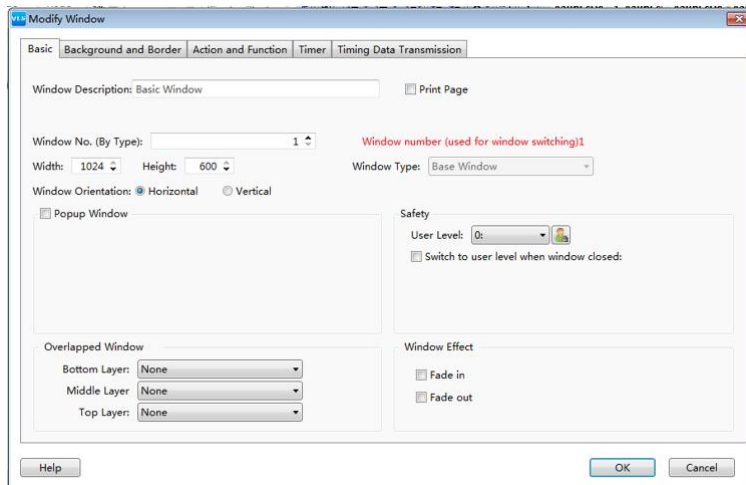 VLS Modify Window
Basic Background and Border Action and Function Timer Timing Data Transmission
Window Description: Basic Window Print Page
Window No. (By Type): 1 Window number (used for window switching)1
Width: 1024 Height: 600 Window Type: Base Window
Window Orientation: Horizontal Vertical
Popup Window
Safety
User Level: 0:
Switch to user level when window closed:
Overlapped Window
Bottom Layer: None
Middle Layer None
Top Layer: None
Window Effect
Fade in
Fade out
Help OK Cancel